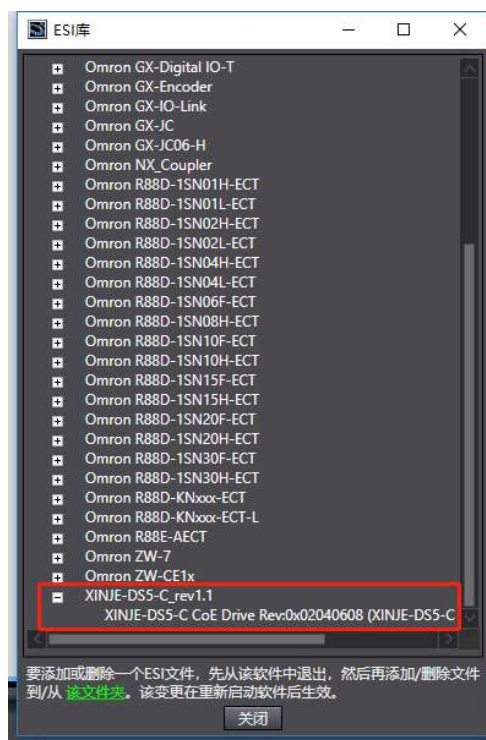 ESI库
Omron GX-Digital IO-T
Omron GX-Encoder
Omron GX-IO-Link
Omron GX-JC
Omron GX-JC06-H
Omron NX_Coupler
Omron R88D-1SN01H-ECT
Omron R88D-1SN01L-ECT
Omron R88D-1SN02H-ECT
Omron R88D-1SN02L-ECT
Omron R88D-1SN04H-ECT
Omron R88D-1SN04L-ECT
Omron R88D-1SN06F-ECT
Omron R88D-1SN08H-ECT
Omron R88D-1SN10F-ECT
Omron R88D-1SN10H-ECT
Omron R88D-1SN15F-ECT
Omron R88D-1SN15H-ECT
Omron R88D-1SN20F-ECT
Omron R88D-1SN20H-ECT
Omron R88D-1SN30F-ECT
Omron R88D-1SN30H-ECT
Omron R88D-KNxxx-ECT
Omron R88D-KNxxx-ECT-L
Omron R88E-AECT
Omron ZW-7
Omron ZW-CE1x
XINJE-DS5-C_rev1.1
XINJE-DS5-C CoE Drive Rev:0x02040608 (XINJE-DS5-C
要添加或删除一个ESI文件，先从该软件中退出，然后再添加/删除文件
到/从 该文件夹。该变更在重新启动软件后生效。
关闭